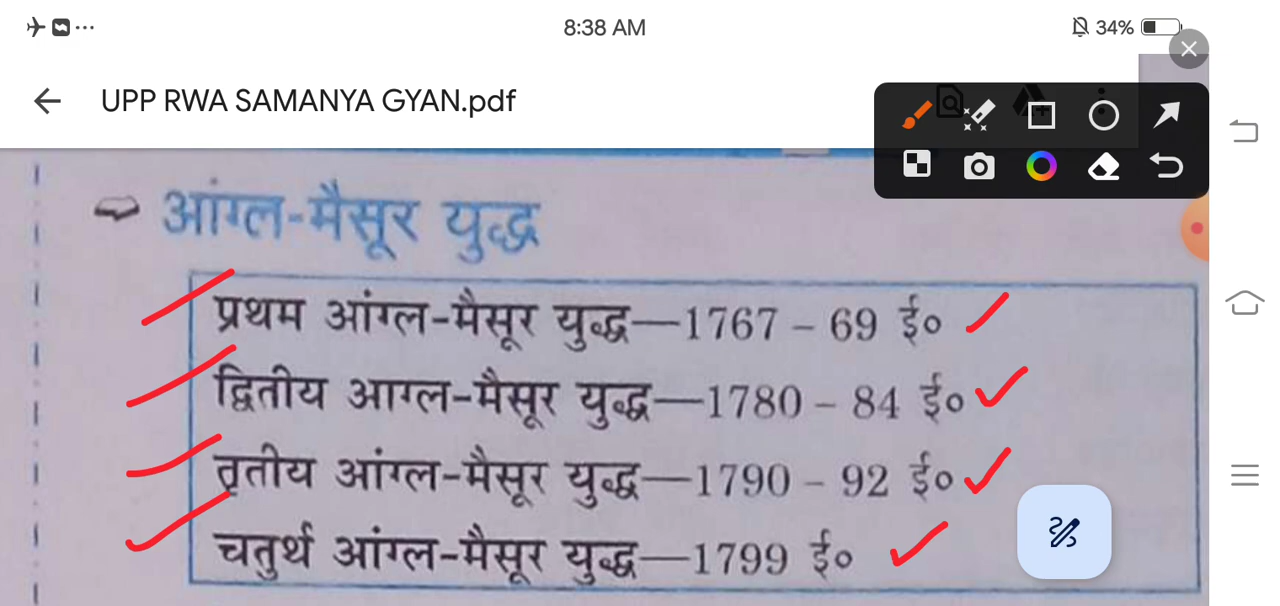 8:38 AM
34%
UPP RWA SAMANYA GYAN.pdf
आंग्ल-मैसूर युद्ध
प्रथम आंग्ल-मैसूर युद्ध—1767 – 69 ई०
द्वितीय आग्ल-मैसूर युद्ध—1780 – 84 ई०
तृतीय आंग्ल-मैसूर युद्ध—1790 – 92 ई०
चतुर्थ आंग्ल-मैसूर युद्ध—1799 ई०